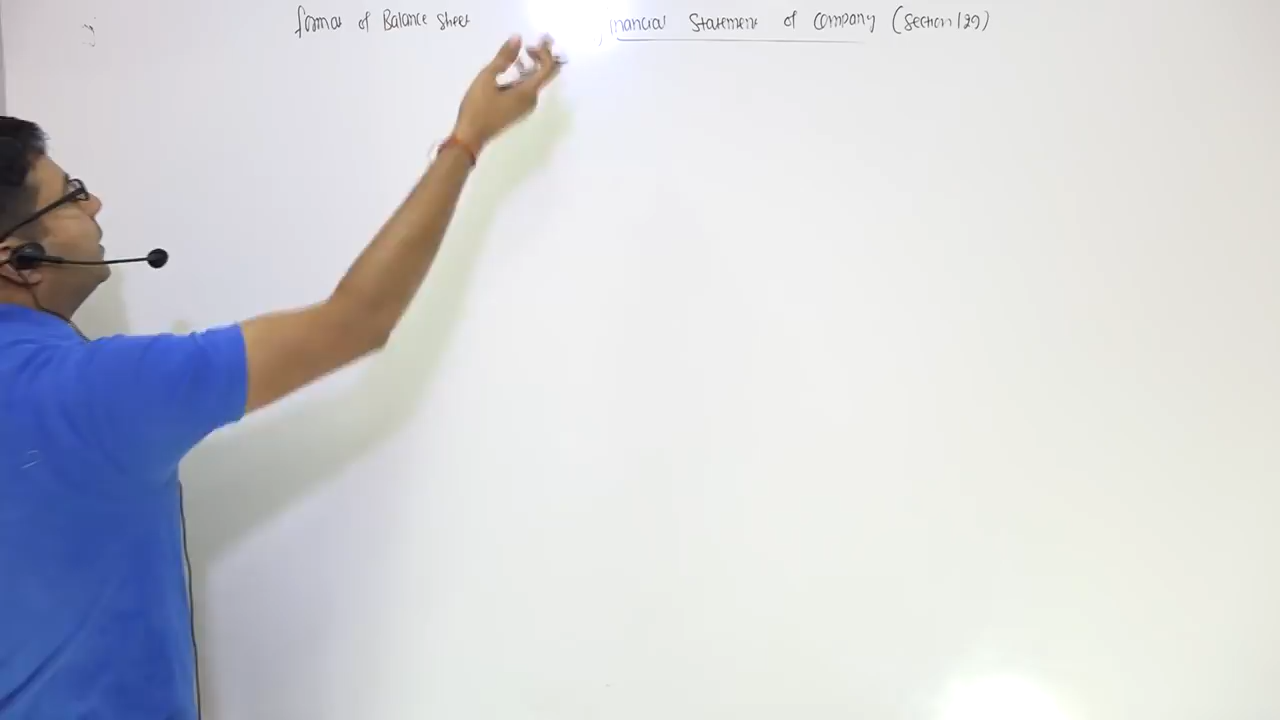 Format of Balance Sheet Financial Statement of Company (Section 129)